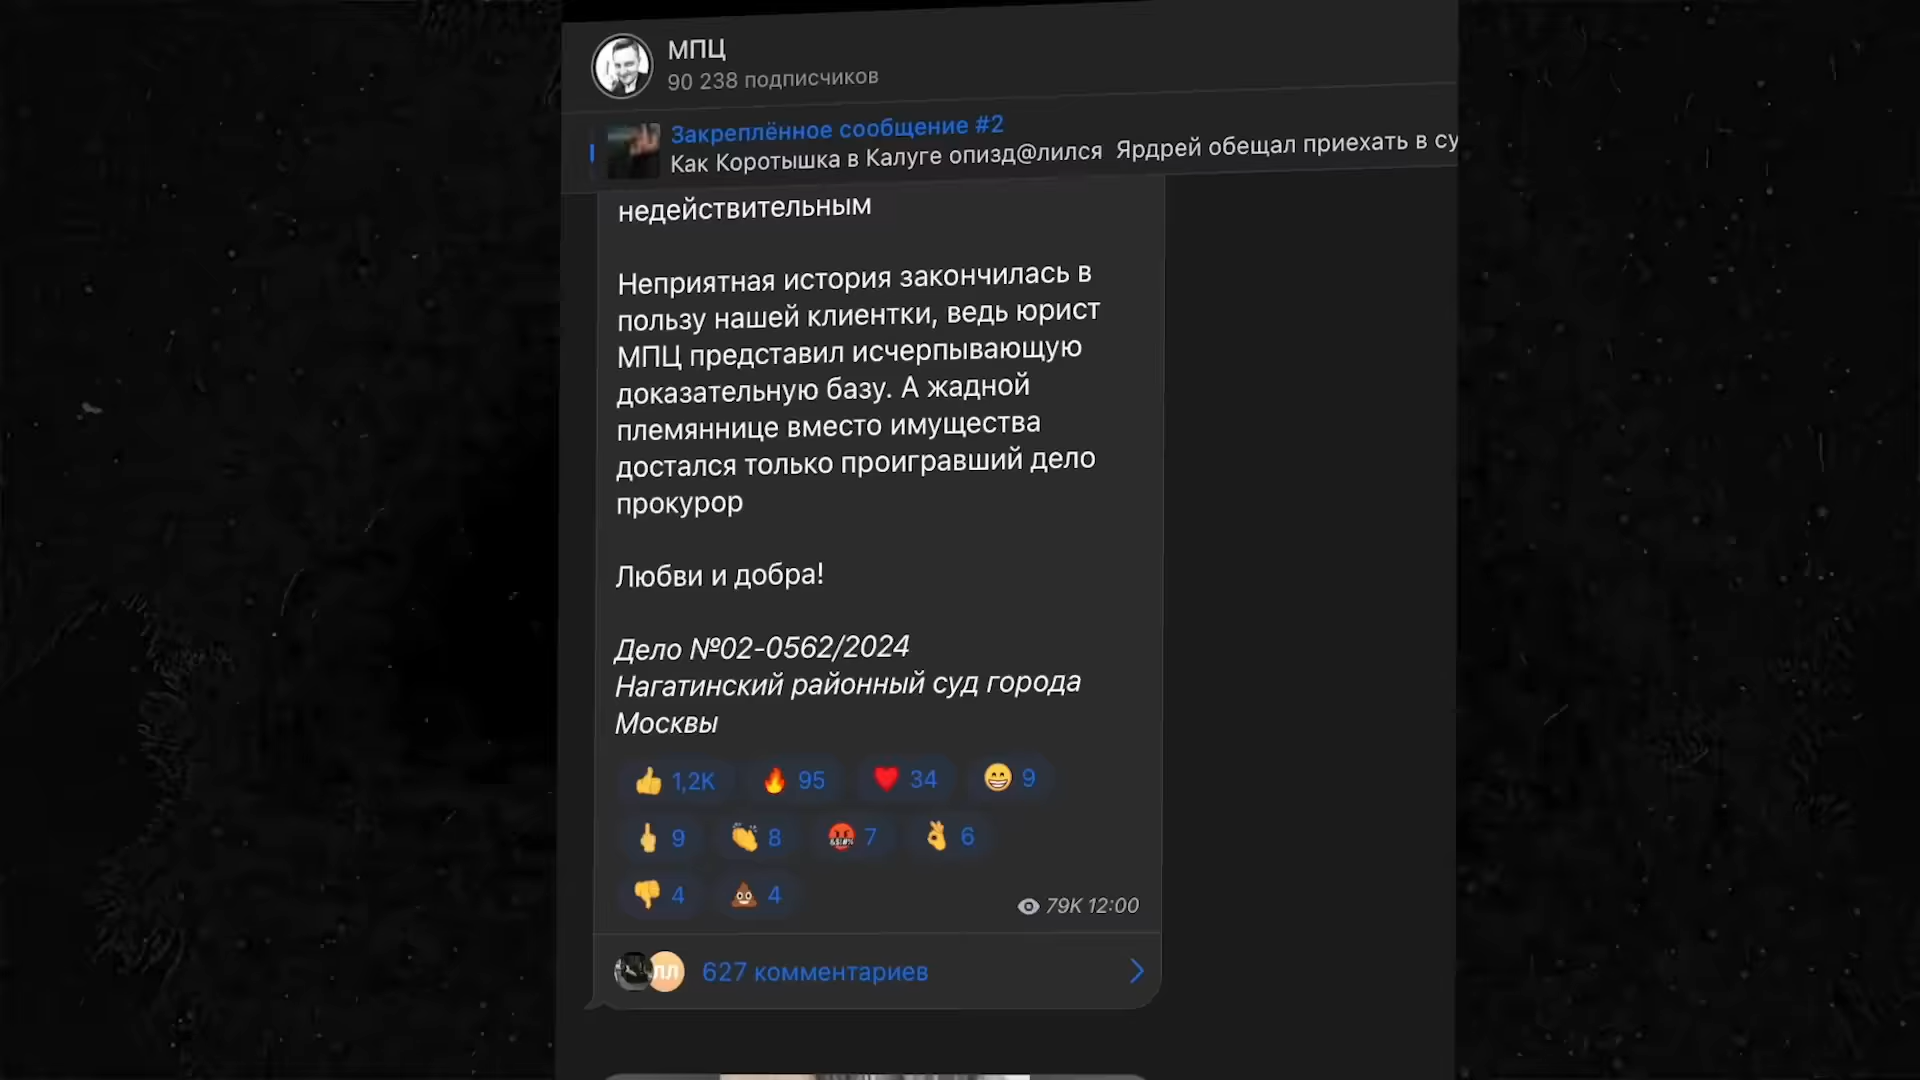 МПЦ
90 238 подписчиков
Закреплённое сообщение #2
Как Коротышка в Калуге опизд@лился Ярдрей обещал приехать в су
недействительным
Неприятная история закончилась в
пользу нашей клиентки, ведь юрист
МПЦ представил исчерпывающую
доказательную базу. А жадной
племяннице вместо имущества
достался только проигравший дело
прокурор
Любви и добра!
Дело №02-0562/2024
Нагатинский районный суд города
Москвы
1,2K 95 34 9
9 8 7 6
4 4
79K 12:00
ЛЛ
627 комментариев